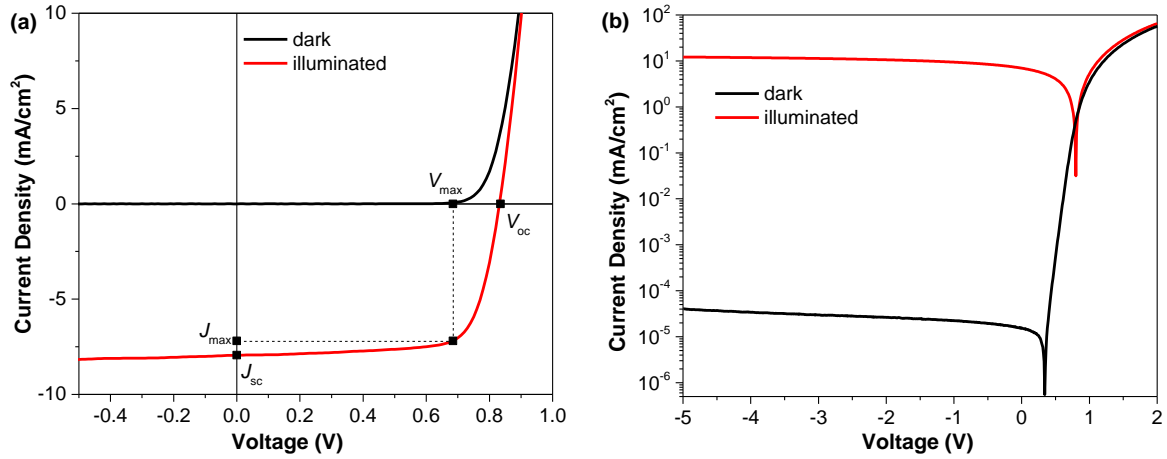 (a)
10
5
0
-5
-10
Current Density (mA/cm²)
dark
illuminated
V_max
V_oc
J_max
J_sc
-0.4 -0.2 0.0 0.2 0.4 0.6 0.8 1.0
Voltage (V)
(b)
10²
10¹
10⁰
10⁻¹
10⁻²
10⁻³
10⁻⁴
10⁻⁵
10⁻⁶
Current Density (mA/cm²)
dark
illuminated
-5 -4 -3 -2 -1 0 1 2
Voltage (V)